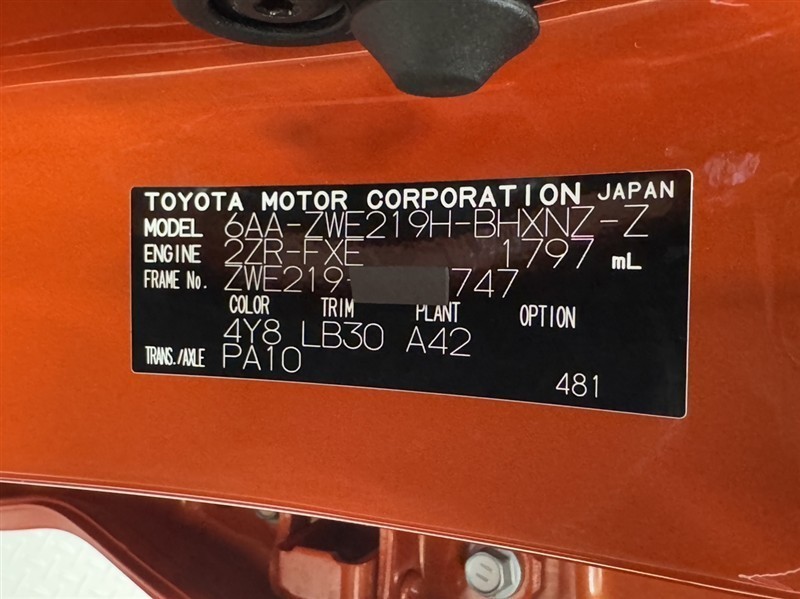 TOYOTA MOTOR CORPORATION JAPAN
MODEL 6AA-ZWE219H-BHXNZ-Z
ENGINE 2ZR-FXE 1797 mL
FRAME No. ZWE219- 747
COLOR TRIM PLANT OPTION
4Y8 LB30 A42
TRANS./AXLE PA10
481